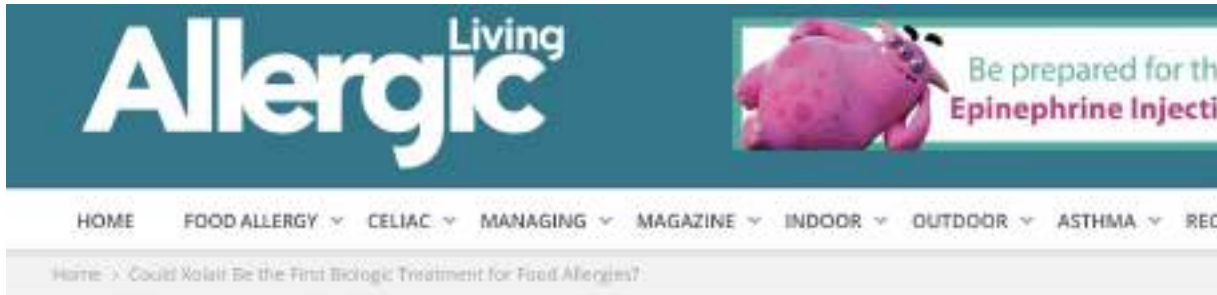 Allergic Living
Be prepared for th
Epinephrine Injecti
HOME FOOD ALLERGY CELIAC MANAGING MAGAZINE INDOOR OUTDOOR ASTHMA REC
Home > Could Xolair Be the First Biologic Treatment for Food Allergies?